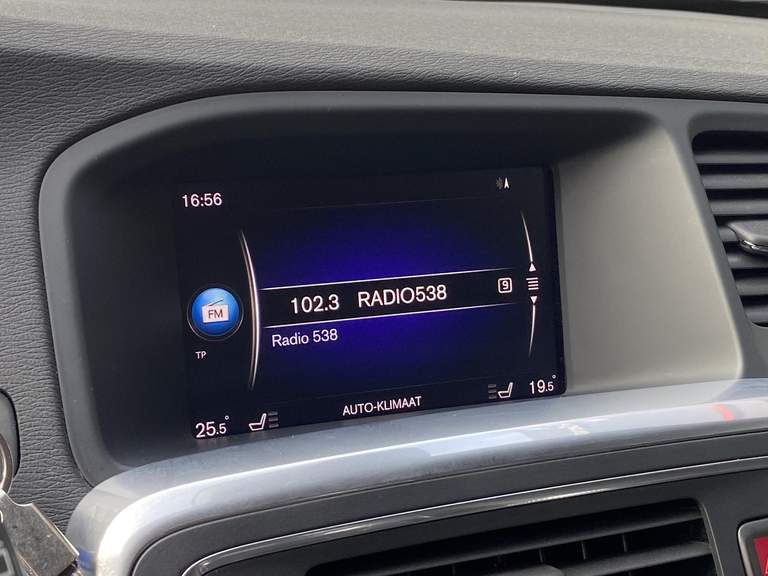 16:56
102.3 RADIO538 9
FM
Radio 538
TP
25.5° AUTO-KLIMAAT 19.5°